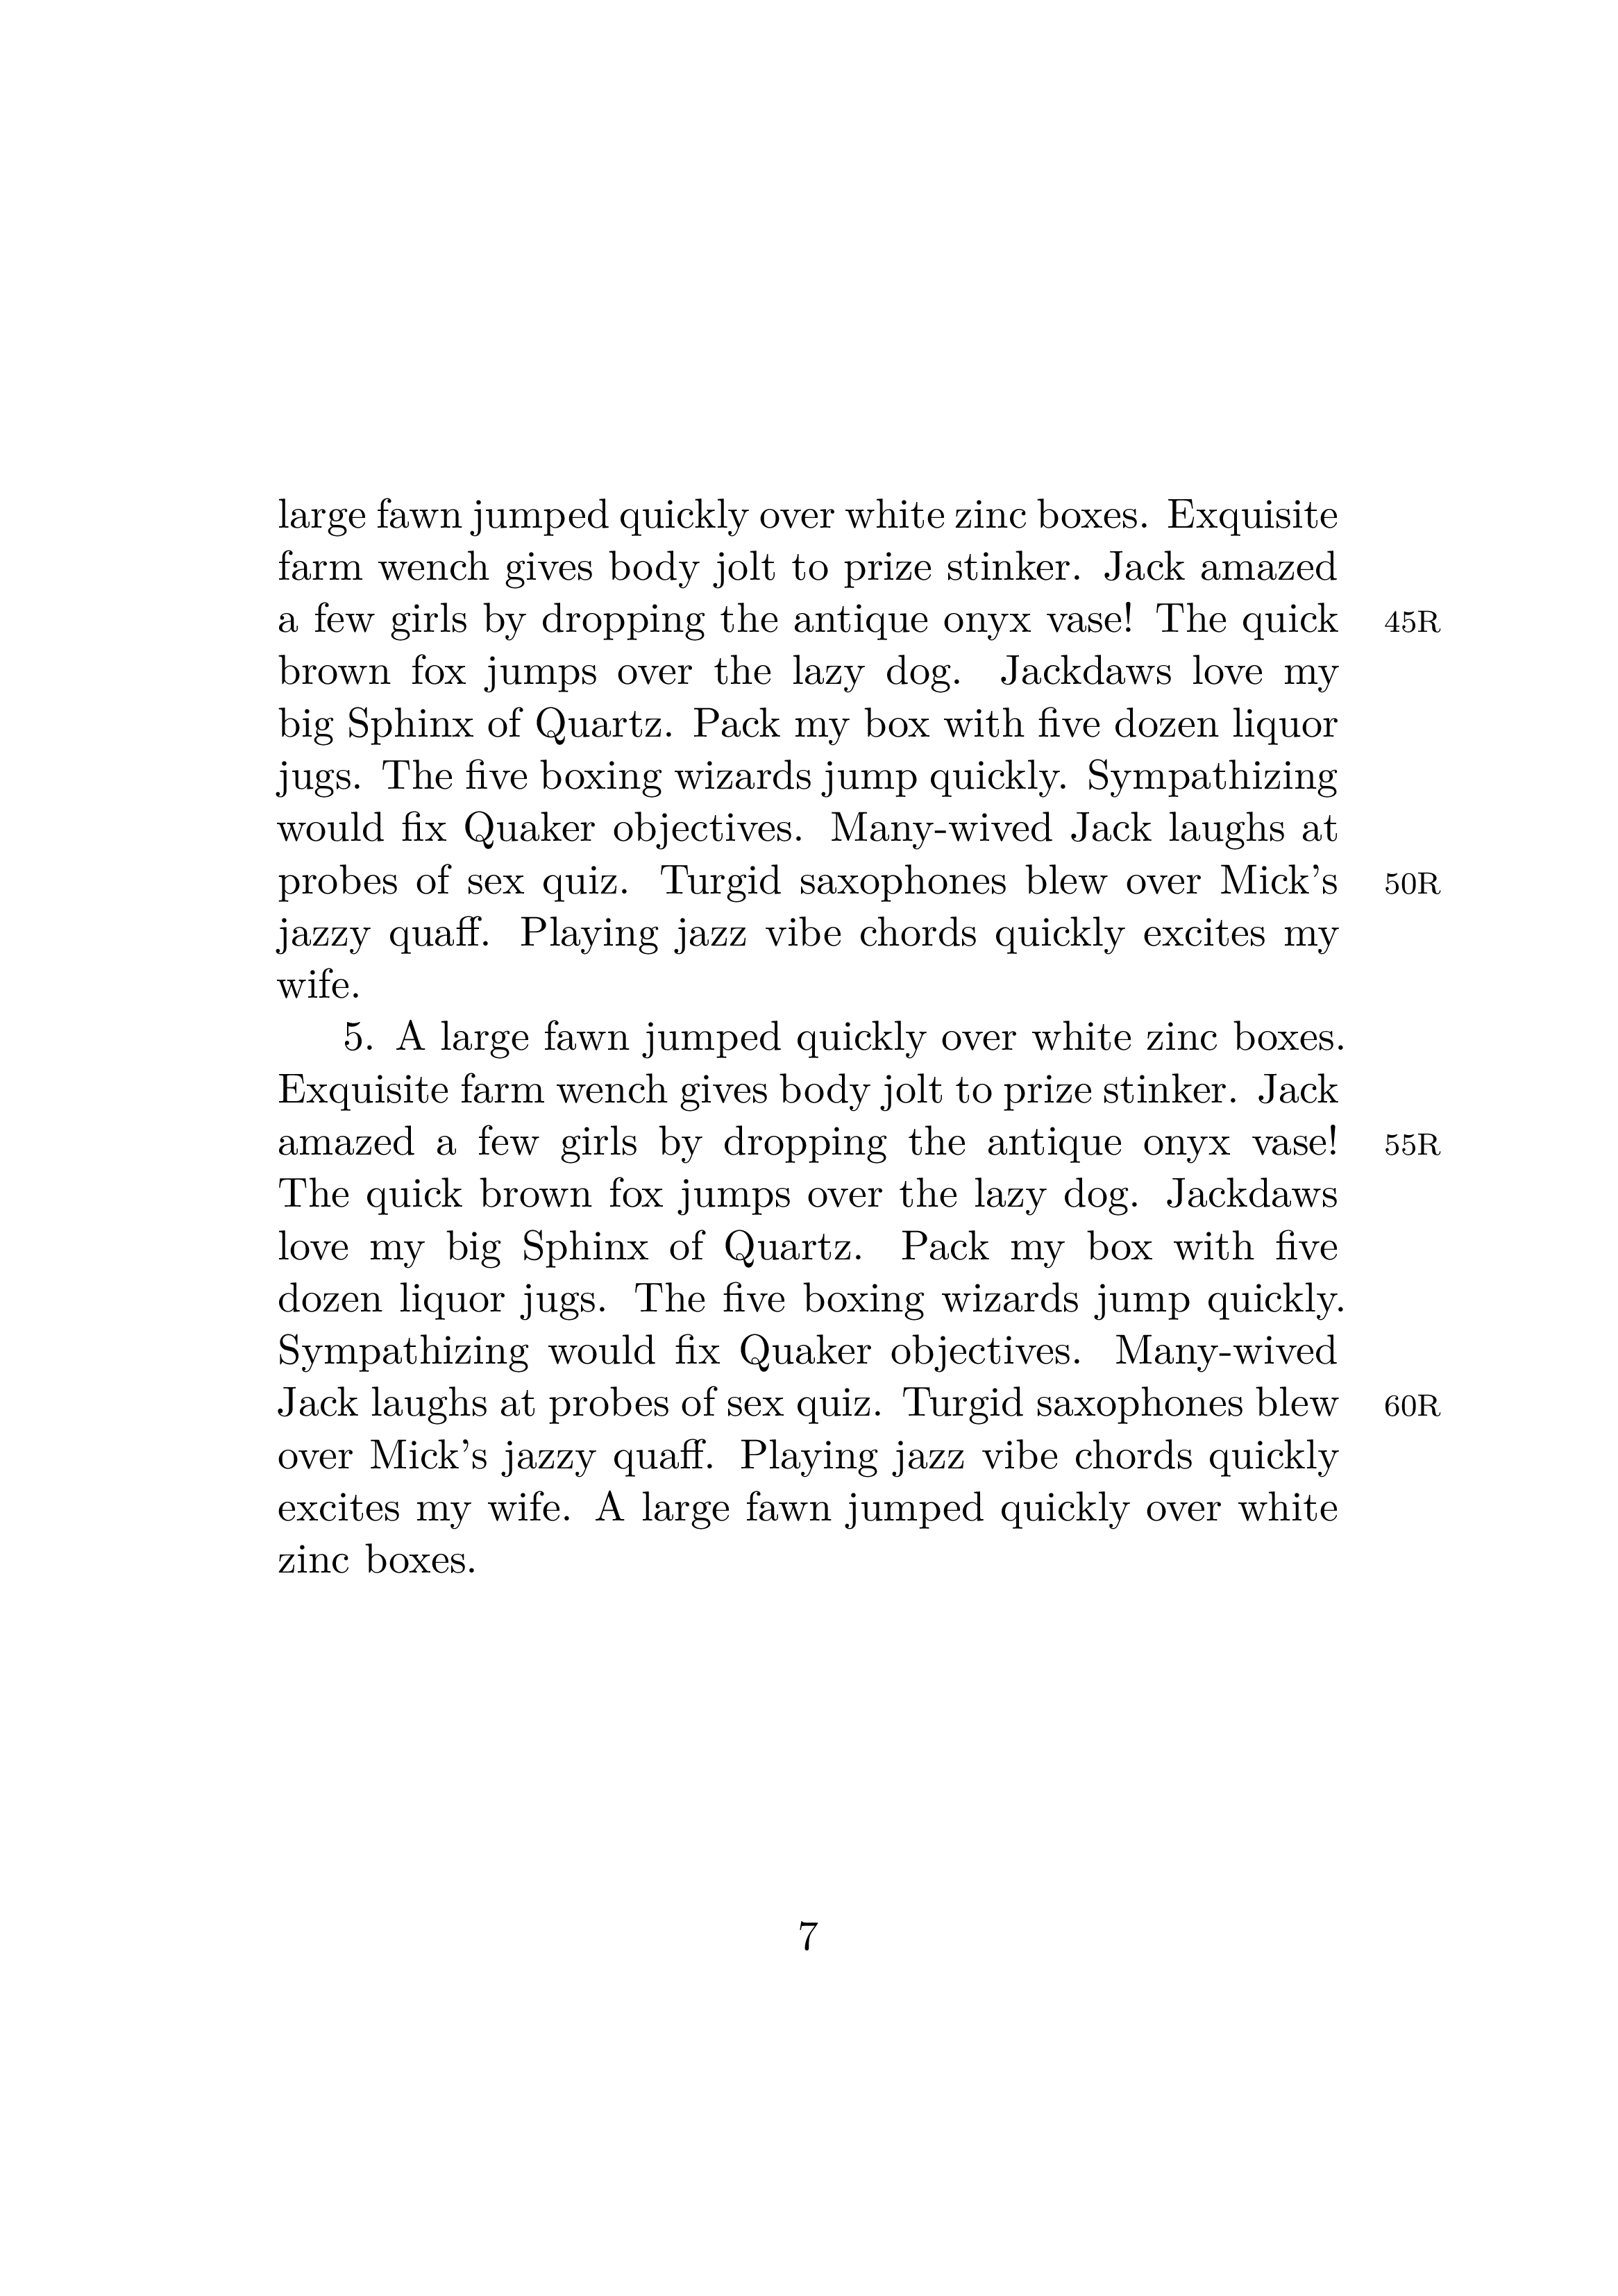 large fawn jumped quickly over white zinc boxes. Exquisite
farm wench gives body jolt to prize stinker. Jack amazed
a few girls by dropping the antique onyx vase! The quick 45R
brown fox jumps over the lazy dog. Jackdaws love my
big Sphinx of Quartz. Pack my box with five dozen liquor
jugs. The five boxing wizards jump quickly. Sympathizing
would fix Quaker objectives. Many-wived Jack laughs at
probes of sex quiz. Turgid saxophones blew over Mick's 50R
jazzy quaff. Playing jazz vibe chords quickly excites my
wife.
5. A large fawn jumped quickly over white zinc boxes.
Exquisite farm wench gives body jolt to prize stinker. Jack
amazed a few girls by dropping the antique onyx vase! 55R
The quick brown fox jumps over the lazy dog. Jackdaws
love my big Sphinx of Quartz. Pack my box with five
dozen liquor jugs. The five boxing wizards jump quickly.
Sympathizing would fix Quaker objectives. Many-wived
Jack laughs at probes of sex quiz. Turgid saxophones blew 60R
over Mick's jazzy quaff. Playing jazz vibe chords quickly
excites my wife. A large fawn jumped quickly over white
zinc boxes.
7